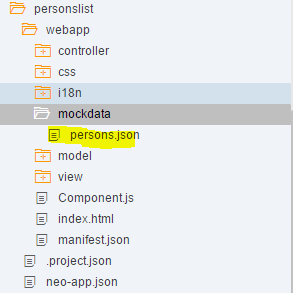 personslist
webapp
controller
css
i18n
mockdata
persons.json
model
view
Component.js
index.html
manifest.json
.project.json
neo-app.json